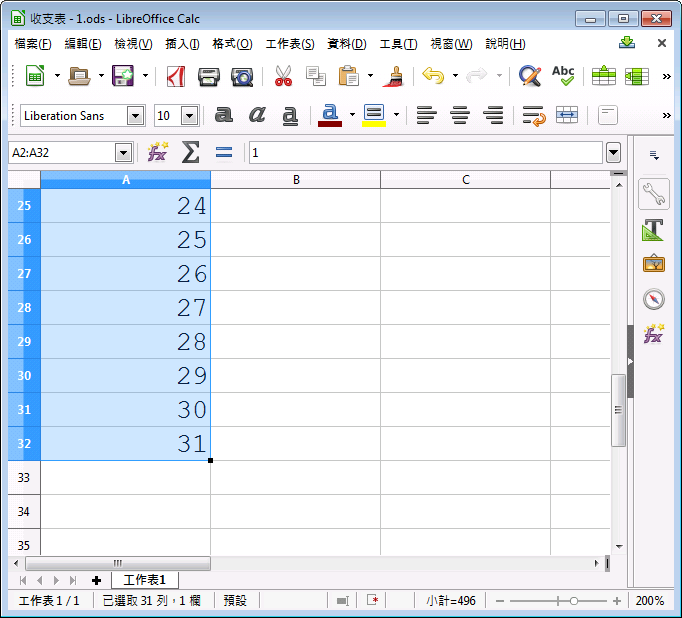 收支表 - 1.ods - LibreOffice Calc
檔案(F) 編輯(E) 檢視(V) 插入(I) 格式(O) 工作表(S) 資料(D) 工具(T) 視窗(W) 說明(H)
Abc
Liberation Sans 10 a a a a
A2:A32 fx Σ = 1
A B C
25 24
26 25
27 26
28 27
29 28
30 29
31 30
32 31
33
34
35
工作表1
工作表 1 / 1 已選取 31 列，1 欄 預設 小計=496 200%